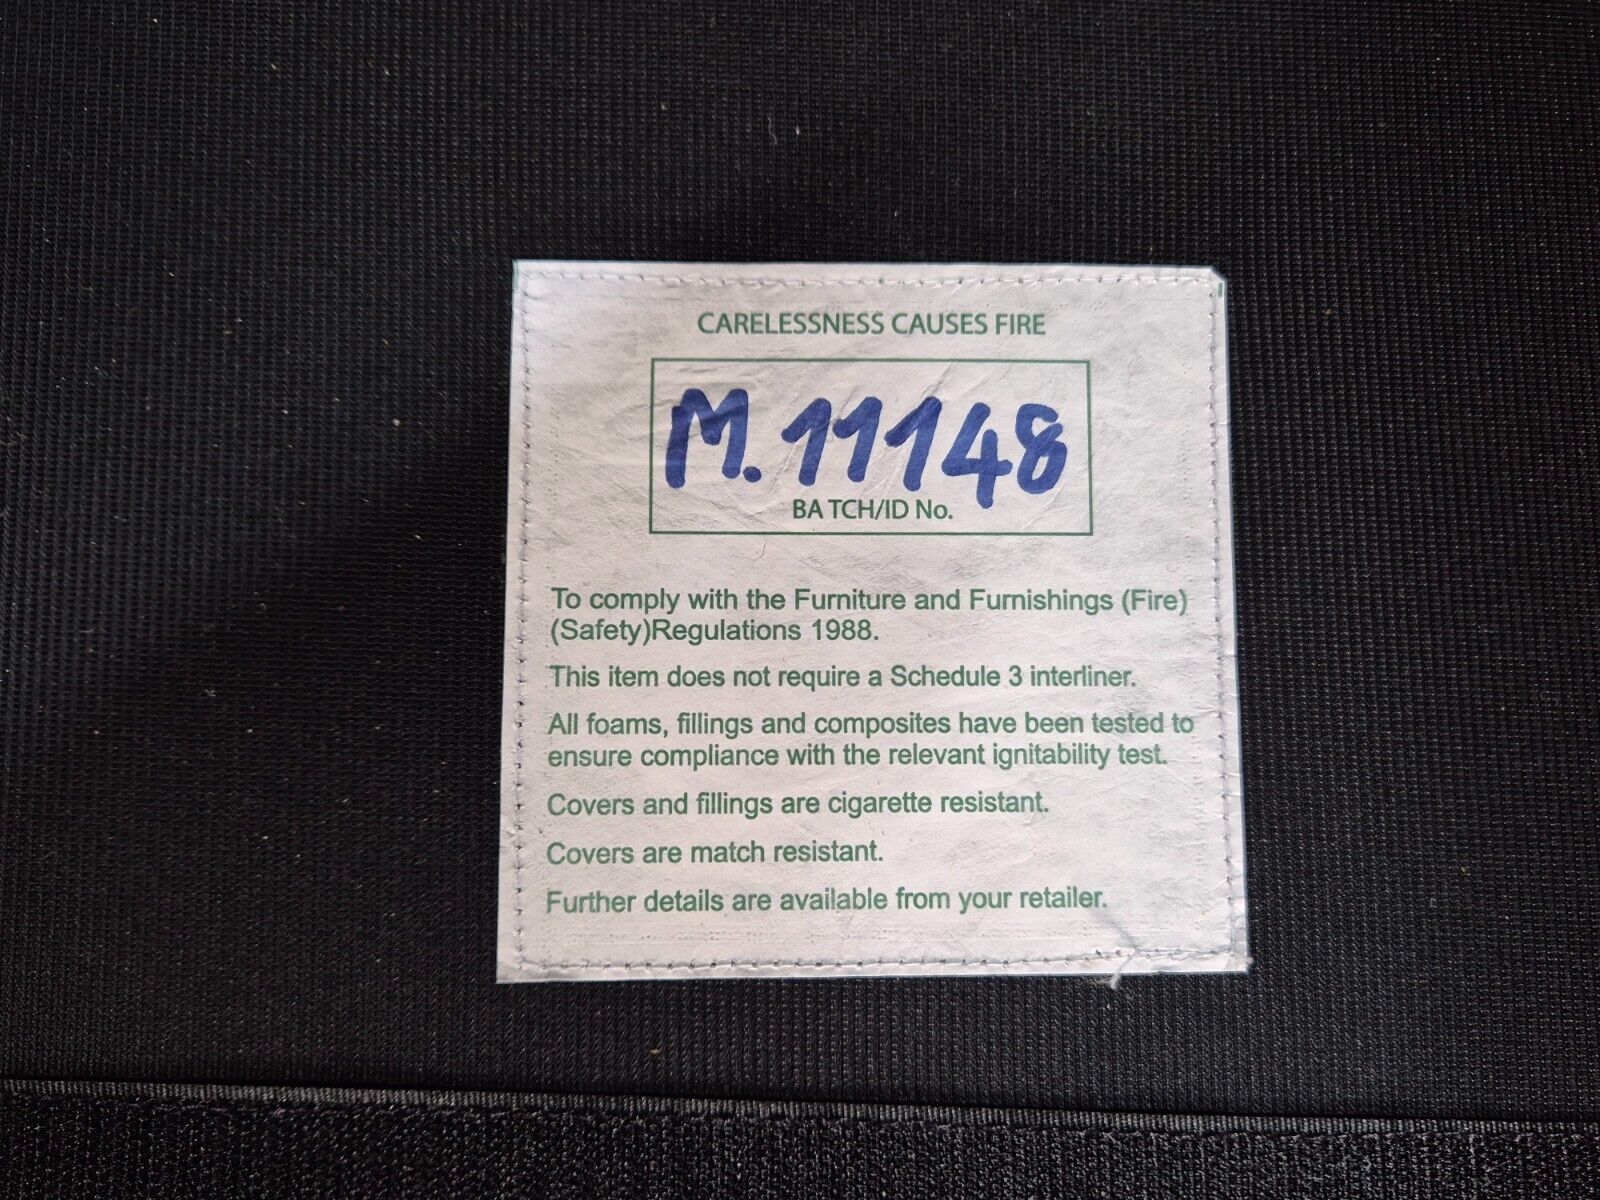 CARELESSNESS CAUSES FIRE
M.11148
BA TCH/ID No.
To comply with the Furniture and Furnishings (Fire)
(Safety)Regulations 1988.
This item does not require a Schedule 3 interliner.
All foams, fillings and composites have been tested to
ensure compliance with the relevant ignitability test.
Covers and fillings are cigarette resistant.
Covers are match resistant.
Further details are available from your retailer.